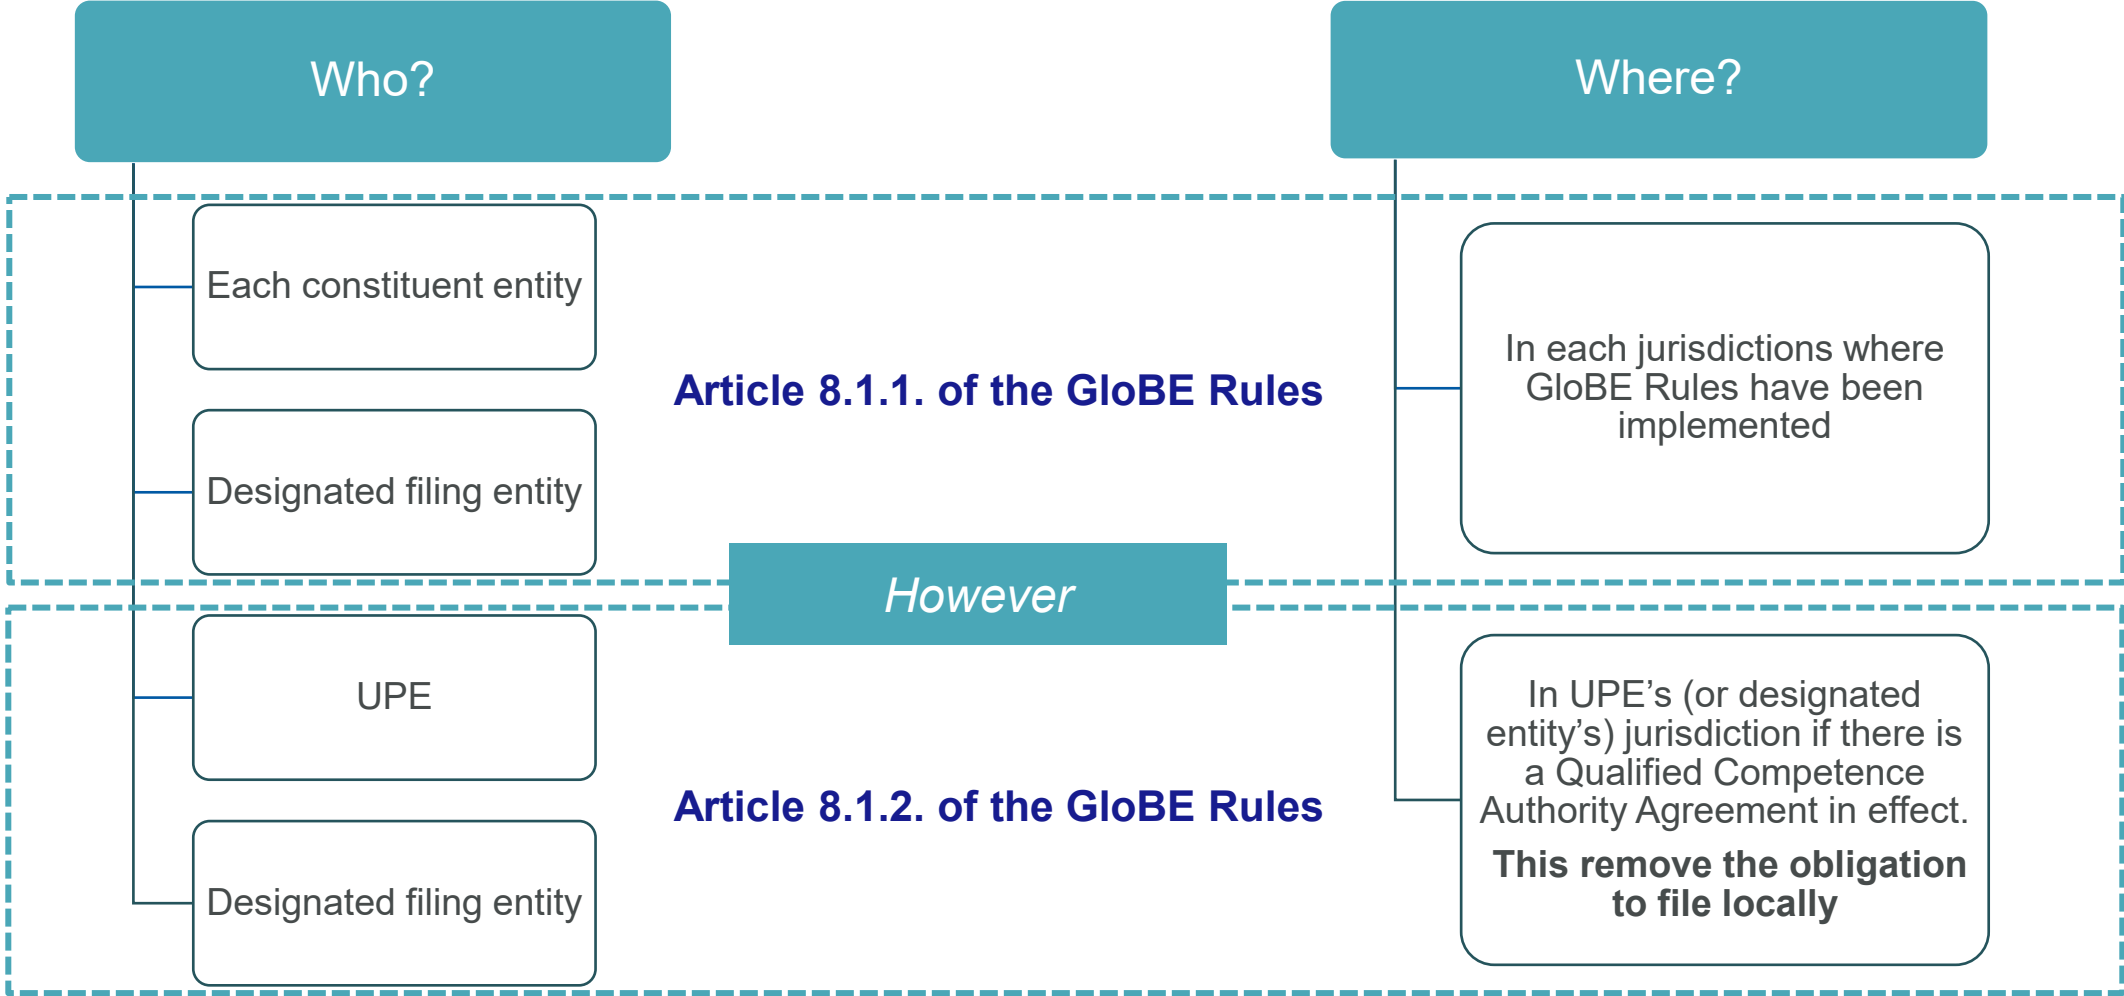 Who?
Where?
Each constituent entity
Designated filing entity
Article 8.1.1. of the GloBE Rules
In each jurisdictions where
GloBE Rules have been
implemented
However
UPE
Designated filing entity
Article 8.1.2. of the GloBE Rules
In UPE’s (or designated
entity’s) jurisdiction if there is
a Qualified Competence
Authority Agreement in effect.
This remove the obligation
to file locally